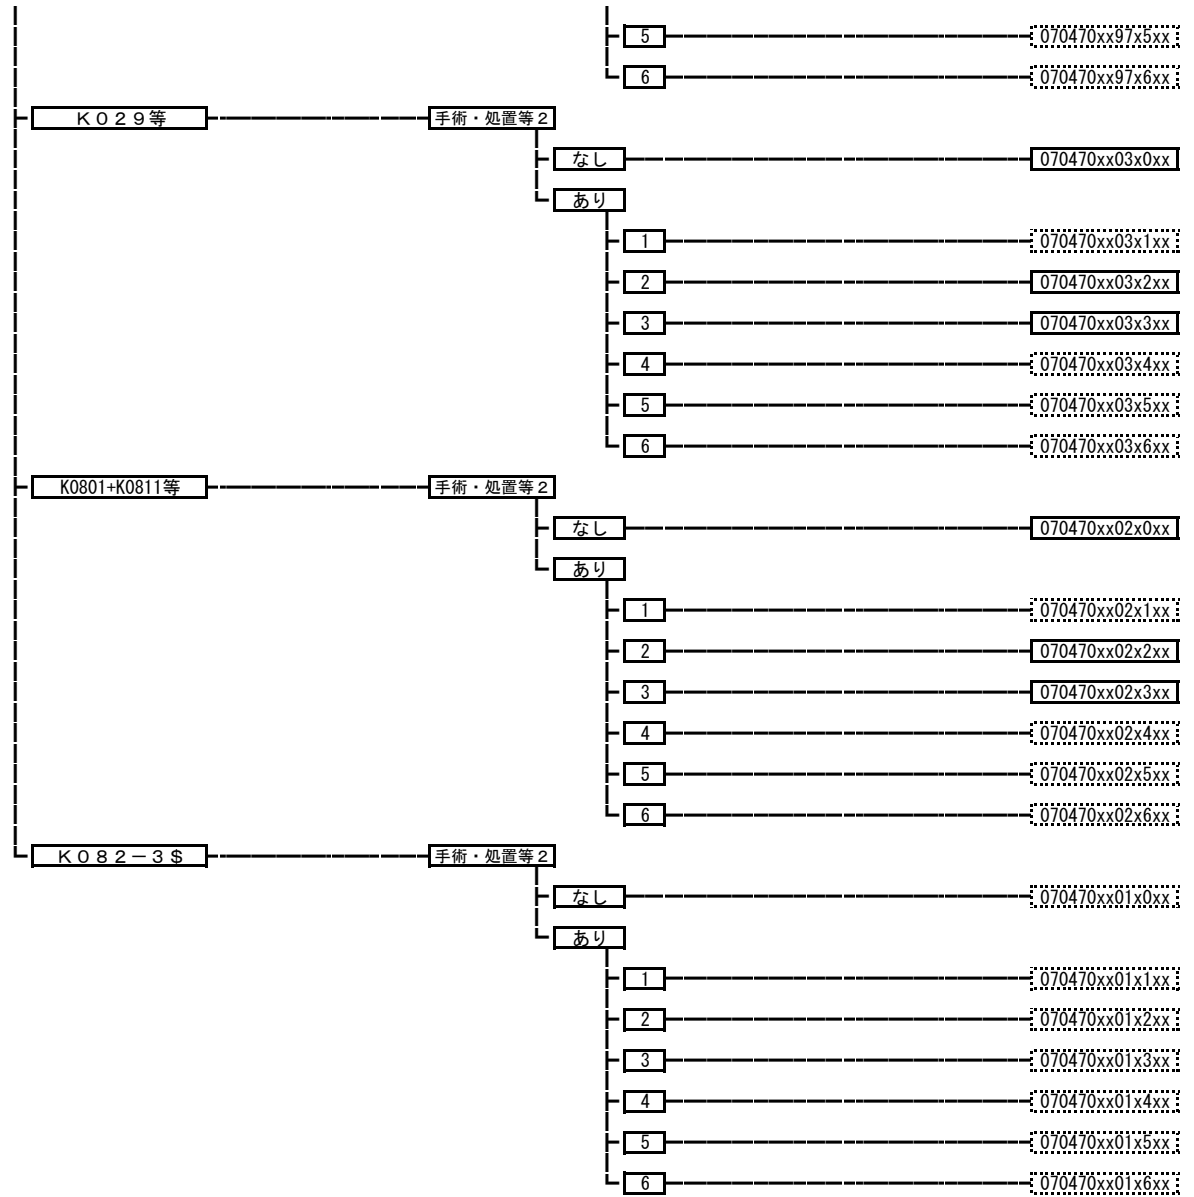 5 070470xx97x5xx
6 070470xx97x6xx
Ｋ０２９等 手術・処置等２
なし 070470xx03x0xx
あり
1 070470xx03x1xx
2 070470xx03x2xx
3 070470xx03x3xx
4 070470xx03x4xx
5 070470xx03x5xx
6 070470xx03x6xx
K0801+K0811等 手術・処置等２
なし 070470xx02x0xx
あり
1 070470xx02x1xx
2 070470xx02x2xx
3 070470xx02x3xx
4 070470xx02x4xx
5 070470xx02x5xx
6 070470xx02x6xx
Ｋ０８２－３＄ 手術・処置等２
なし 070470xx01x0xx
あり
1 070470xx01x1xx
2 070470xx01x2xx
3 070470xx01x3xx
4 070470xx01x4xx
5 070470xx01x5xx
6 070470xx01x6xx